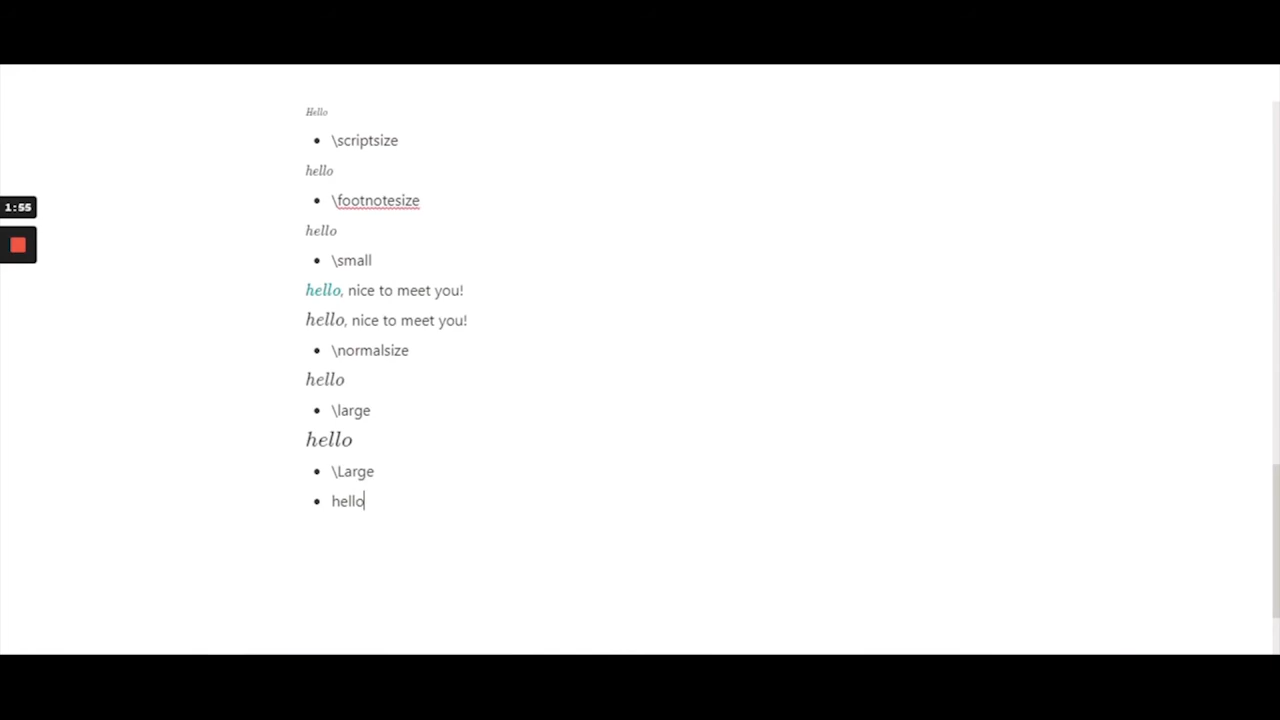 Hello
\scriptsize
hello
1:55
\footnotesize
hello
\small
hello, nice to meet you!
hello, nice to meet you!
\normalsize
hello
\large
hello
\Large
hello